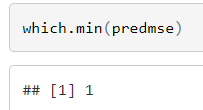 which.min(predmse)
## [1] 1